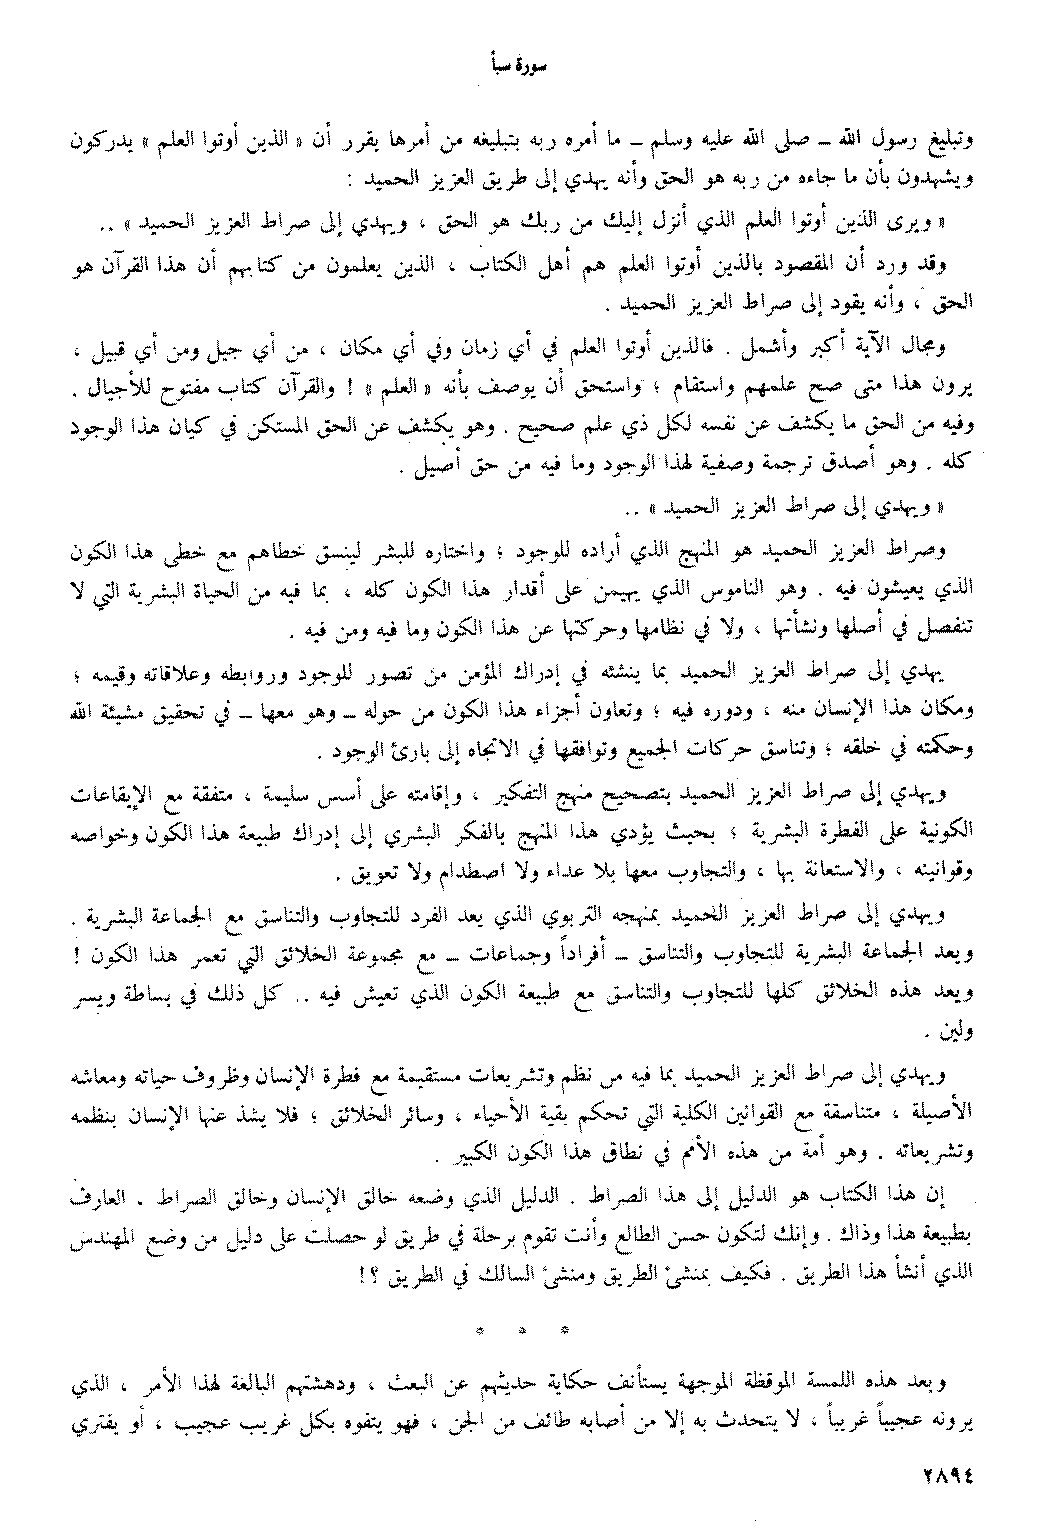 سورة سبأ
وتبليغ رسول الله – صلى الله عليه وسلم – ما أمره ربه بتبليغه من أمرها يقرر أن « الذين أوتوا العلم » يدركون
ويشهدون بأن ما جاءه من ربه هو الحق وأنه يهدي إلى طريق العزيز الحميد :
« ويرى الذين أوتوا العلم الذي أنزل إليك من ربك هو الحق ، ويهدي إلى صراط العزيز الحميد » ..
وقد ورد أن المقصود بالذين أوتوا العلم هم أهل الكتاب ، الذين يعلمون من كتابهم أن هذا القرآن هو
الحق ، وأنه يقود إلى صراط العزيز الحميد .
ومجال الآية أكبر وأشمل . فالذين أوتوا العلم في أي زمان وفي أي مكان ، من أي جيل ومن أي قبيل ،
يرون هذا متى صح علمهم واستقام ؛ واستحق أن يوصف بأنه « العلم » ! والقرآن كتاب مفتوح للأجيال .
وفيه من الحق ما يكشف عن نفسه لكل ذي علم صحيح . وهو يكشف عن الحق المستكن في كيان هذا الوجود
كله . وهو أصدق ترجمة وصفية لهذا الوجود وما فيه من حق أصيل .
« ويهدي إلى صراط العزيز الحميد » ..
وصراط العزيز الحميد هو المنهج الذي أراده للوجود ؛ واختاره للبشر لينسق خطاهم مع خطى هذا الكون
الذي يعيشون فيه . وهو الناموس الذي يهيمن على أقدار هذا الكون كله ، بما فيه من الحياة البشرية التي لا
تنفصل في أصلها ونشأتها ، ولا في نظامها وحركتها عن هذا الكون وما فيه ومن فيه .
يهدي إلى صراط العزيز الحميد بما ينشئه في إدراك المؤمن من تصور للوجود وروابطه وعلاقاته وقيمه ؛
ومكان هذا الإنسان منه ، ودوره فيه ؛ وتعاون أجزاء هذا الكون من حوله – وهو معها – في تحقيق مشيئة الله
وحكمته في خلقه ؛ وتناسق حركات الجميع وتوافقها في الاتجاه إلى بارئ الوجود .
ويهدي إلى صراط العزيز الحميد بتصحيح منهج التفكير ، وإقامته على أسس سليمة ، متفقة مع الإيقاعات
الكونية على الفطرة البشرية ؛ بحيث يؤدي هذا المنهج بالفكر البشري إلى إدراك طبيعة هذا الكون وخواصه
وقوانينه ، والاستعانة بها ، والتجاوب معها بلا عداء ولا اصطدام ولا تعويق .
ويهدي إلى صراط العزيز الحميد بمنهجه التربوي الذي يعد الفرد للتجاوب والتناسق مع الجماعة البشرية .
ويعد الجماعة البشرية للتجاوب والتناسق – أفراداً وجماعات – مع مجموعة الخلائق التي تعمر هذا الكون !
ويعد هذه الخلائق كلها للتجاوب والتناسق مع طبيعة الكون الذي تعيش فيه .. كل ذلك في بساطة ويسر
ولين .
ويهدي إلى صراط العزيز الحميد بما فيه من نظم وتشريعات مستقيمة مع فطرة الإنسان وظروف حياته ومعاشه
الأصيلة ، متناسقة مع القوانين الكلية التي تحكم بقية الأحياء ، وسائر الخلائق ؛ فلا يشذ عنها الإنسان بنظمه
وتشريعاته . وهو أمة من هذه الأمم في نطاق هذا الكون الكبير .
إن هذا الكتاب هو الدليل إلى هذا الصراط . الدليل الذي وضعه خالق الإنسان وخالق الصراط . العارف
بطبيعة هذا وذاك . وإنك لتكون حسن الطالع وأنت تقوم برحلة في طريق لو حصلت على دليل من وضع المهندس
الذي أنشأ هذا الطريق . فكيف بمنشئ الطريق ومنشئ السالك في الطريق ؟!
* * *
وبعد هذه اللمسة الموقظة الموجهة يستأنف حكاية حديثهم عن البعث ، ودهشتهم البالغة لهذا الأمر ، الذي
يرونه عجيباً غريباً ، لا يتحدث به إلا من أصابه طائف من الجن ، فهو يتفوه بكل غريب عجيب ، أو يفتري
٢٨٩٤